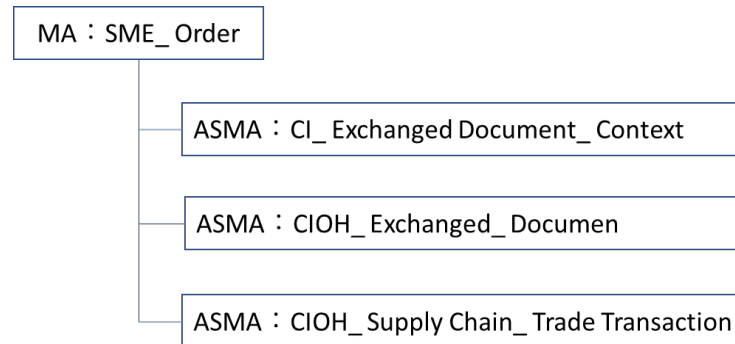 MA：SME_ Order
ASMA：CI_ Exchanged Document_ Context
ASMA：CIOH_ Exchanged_ Documen
ASMA：CIOH_ Supply Chain_ Trade Transaction